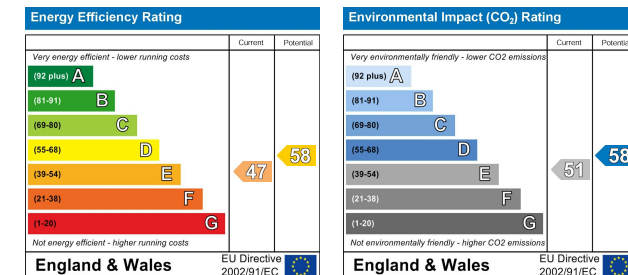 Energy Efficiency Rating
Current Potential
Very energy efficient - lower running costs
(92 plus) A
(81-91) B
(69-80) C
(55-68) D
58
(39-54) E
47
(21-38) F
(1-20) G
Not energy efficient - higher running costs
England & Wales
EU Directive
2002/91/EC
Environmental Impact (CO₂) Rating
Current Potential
Very environmentally friendly - lower CO2 emissions
(92 plus) A
(81-91) B
(69-80) C
(55-68) D
58
(39-54) E
51
(21-38) F
(1-20) G
Not environmentally friendly - higher CO2 emissions
England & Wales
EU Directive
2002/91/EC